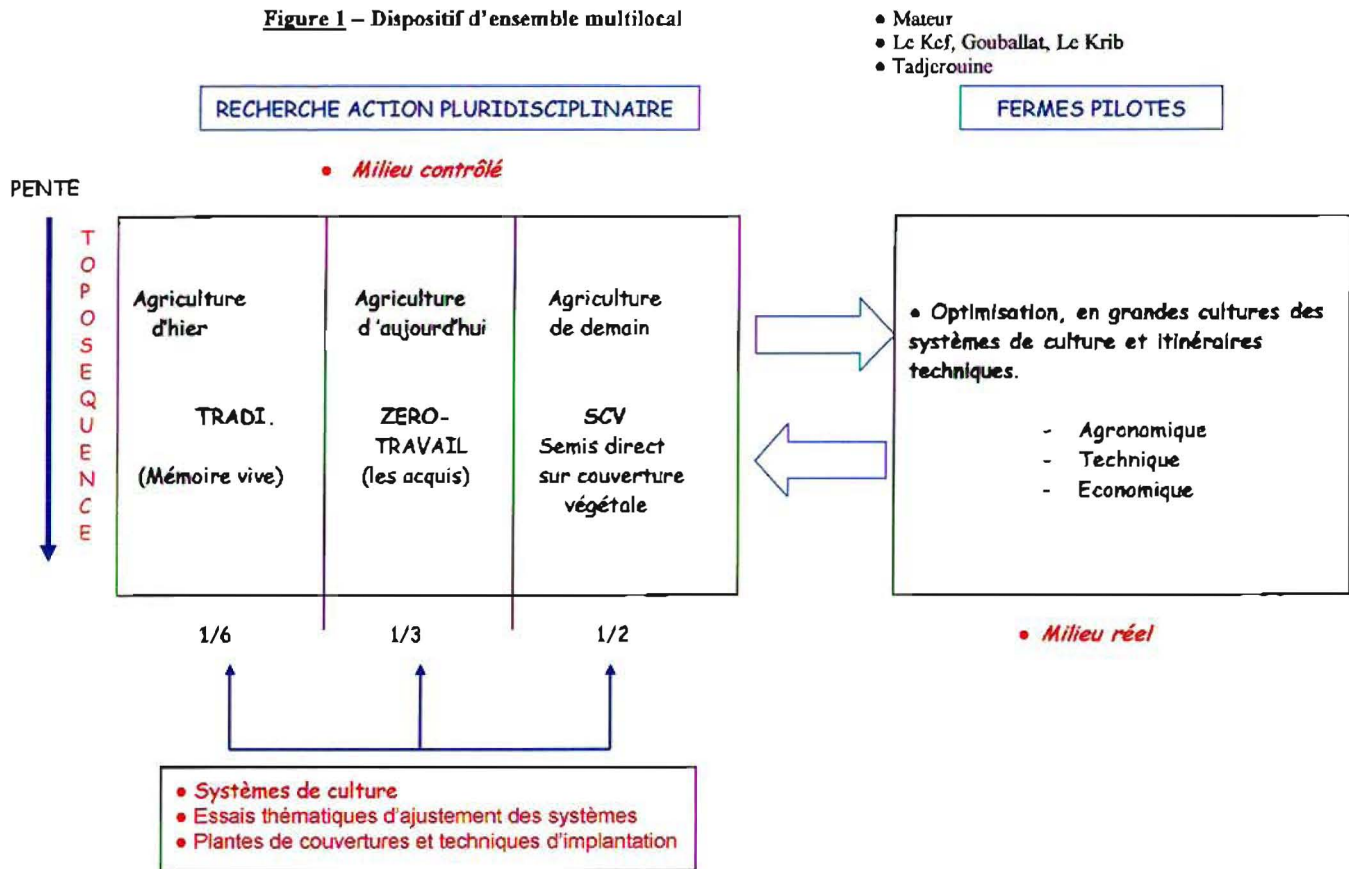 Figure 1 – Dispositif d'ensemble multilocal
• Mateur
• Le Kef, Gouballat, Le Krib
• Tadjerouine
RECHERCHE ACTION PLURIDISCIPLINAIRE
FERMES PILOTES
• Milieu contrôlé
PENTE
TOPOSEQUENCE
Agriculture
d'hier
TRADI.
(Mémoire vive)
Agriculture
d'aujourd'hui
ZERO-
TRAVAIL
(les acquis)
Agriculture
de demain
SCV
Semis direct
sur couverture
végétale
• Optimisation, en grandes cultures des
systèmes de culture et itinéraires
techniques.
- Agronomique
- Technique
- Economique
1/6
1/3
1/2
• Milieu réel
• Systèmes de culture
• Essais thématiques d'ajustement des systèmes
• Plantes de couvertures et techniques d'implantation